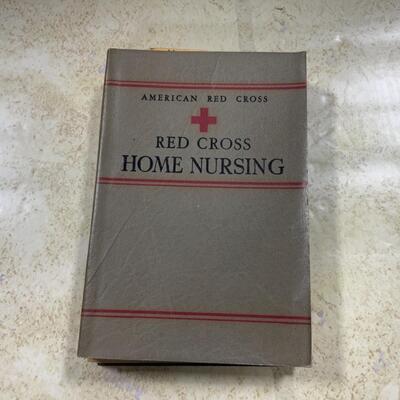 AMERICAN RED CROSS
RED CROSS
HOME NURSING